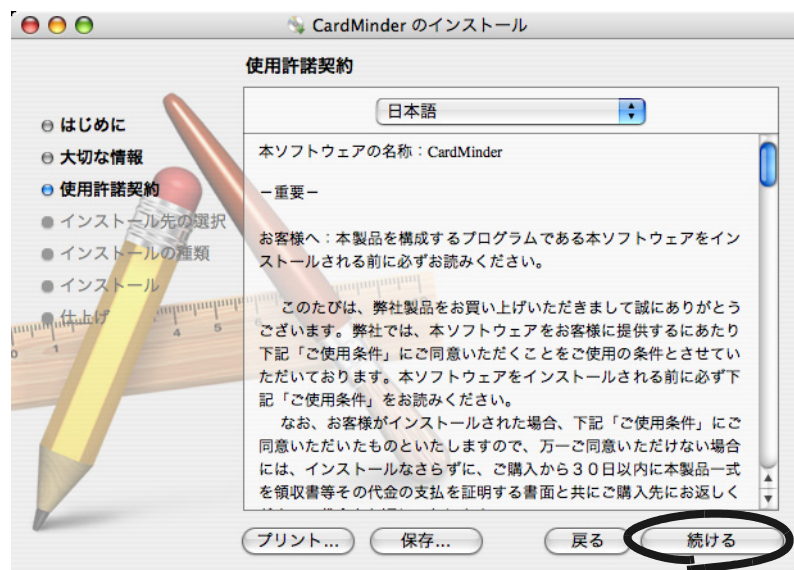 CardMinder のインストール
使用許諾契約
はじめに
大切な情報
使用許諾契約
インストール先の選択
インストールの種類
インストール
仕上げ
日本語
本ソフトウェアの名称：CardMinder
－重要－
お客様へ：本製品を構成するプログラムである本ソフトウェアをイン
ストールされる前に必ずお読みください。
このたびは、弊社製品をお買い上げいただきまして誠にありがとう
ございます。弊社では、本ソフトウェアをお客様に提供するにあたり
下記「ご使用条件」にご同意いただくことをご使用の条件とさせてい
ただいております。本ソフトウェアをインストールされる前に必ず下
記「ご使用条件」をお読みください。
なお、お客様がインストールされた場合、下記「ご使用条件」にご
同意いただいたものといたしますので、万一ご同意いただけない場合
には、インストールなさらずに、ご購入から３０日以内に本製品一式
を領収書等その代金の支払を証明する書面と共にご購入先にお返しく
プリント...
保存...
戻る
続ける
0 1 4 5